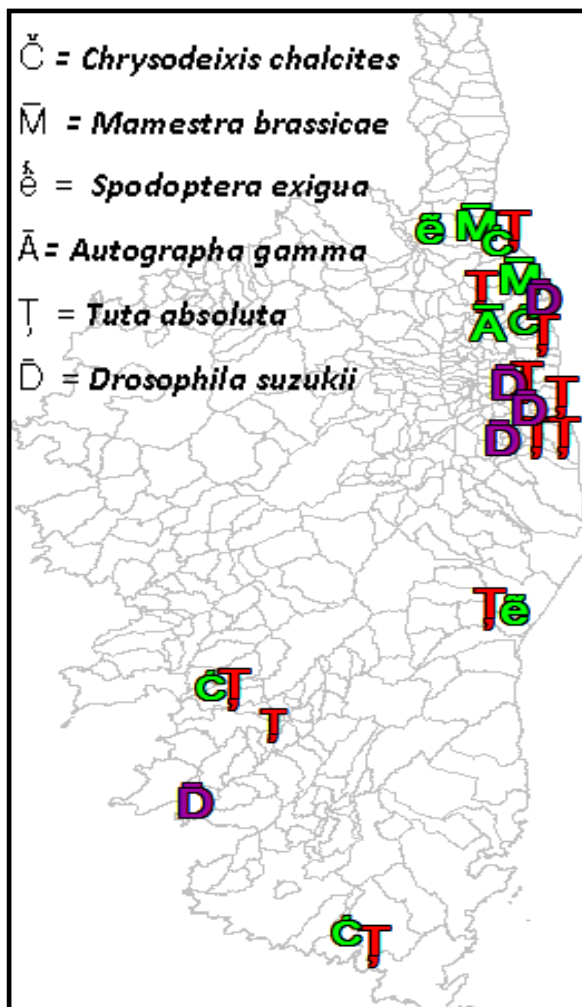 Č = Chrysodeixis chalcites
M̄ = Mamestra brassicae
ẽ̉ = Spodoptera exigua
Ā = Autographa gamma
Ț = Tuta absoluta
D̄ = Drosophila suzukii
ẽ M̄ Ț
Ċ
M̄
Ț D̄
Ā Ċ Ț
D̄ Ț Ț
D̄
D̄ Ț Ț
Ț ẽ
Ċ Ț
Ț
D̄
Ċ Ț